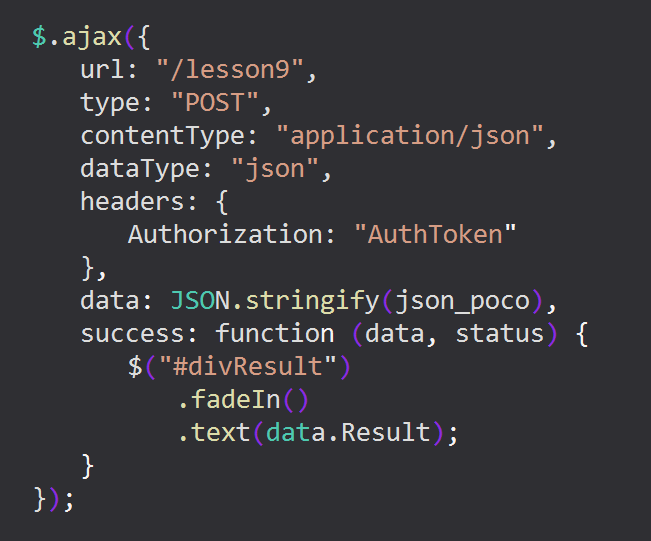 $.ajax({
url: "/lesson9",
type: "POST",
contentType: "application/json",
dataType: "json",
headers: {
Authorization: "AuthToken"
},
data: JSON.stringify(json_poco),
success: function (data, status) {
$("#divResult")
.fadeIn()
.text(data.Result);
}
});